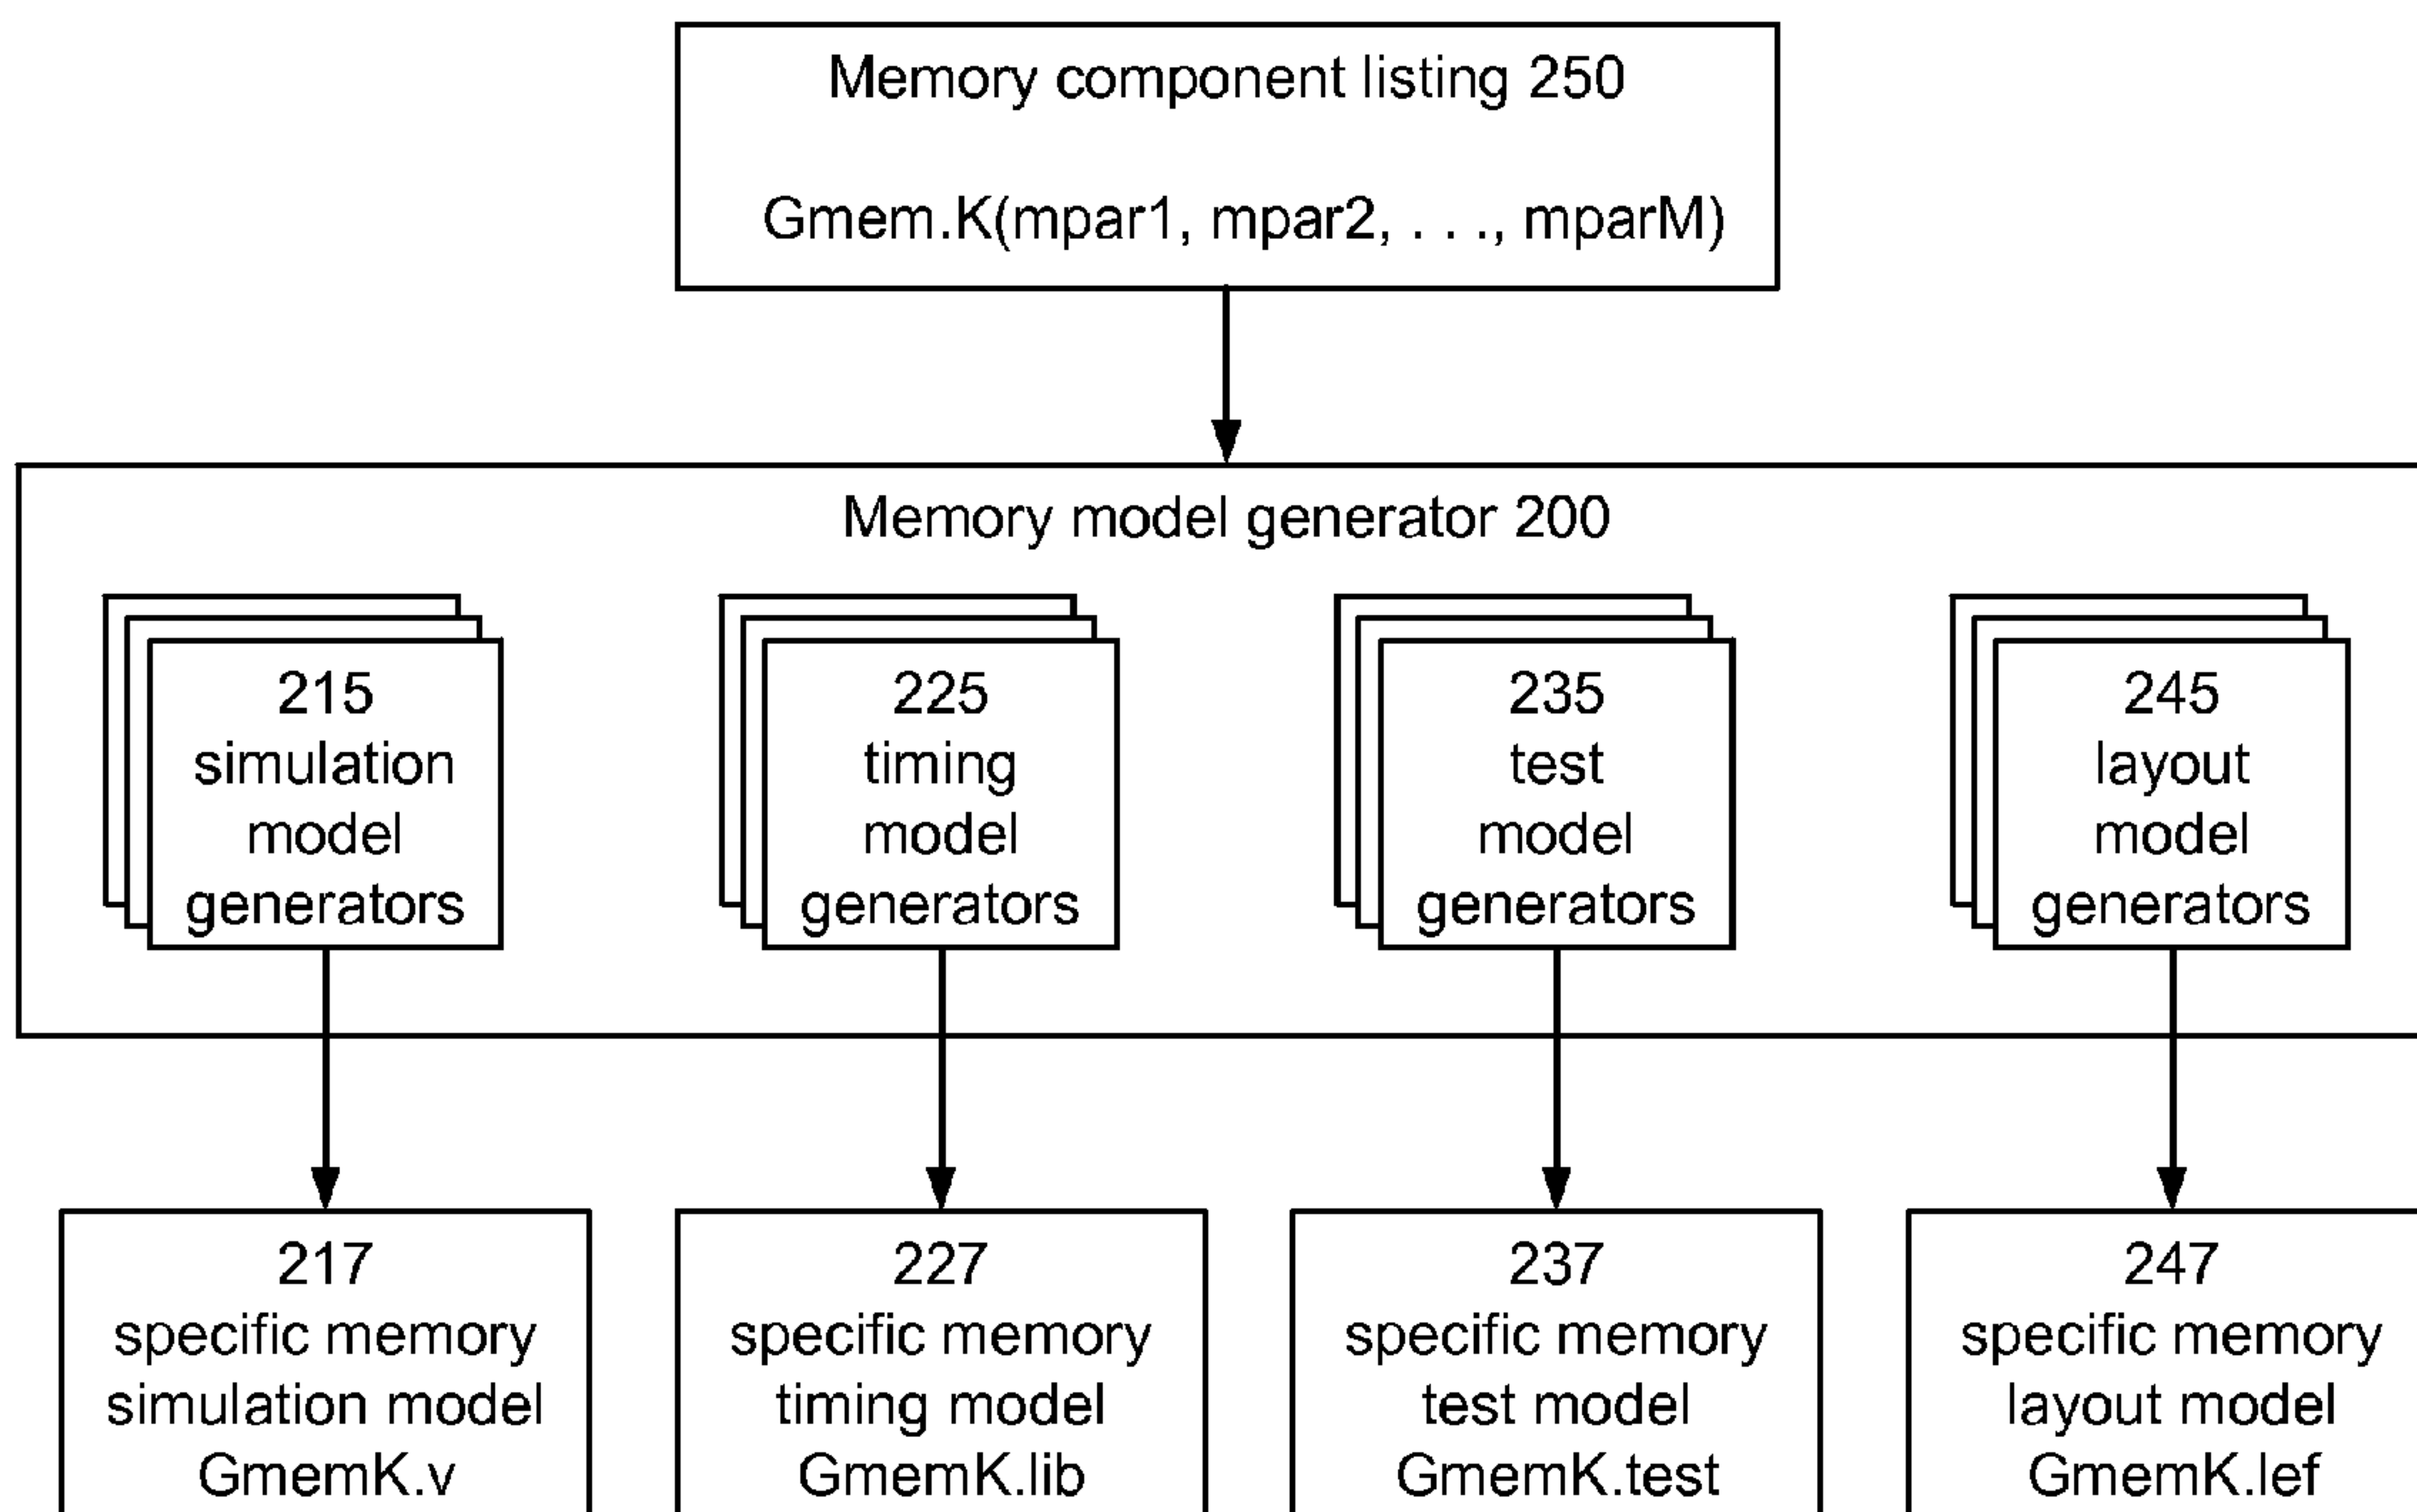 Memory component listing 250
Gmem.K(mpar1, mpar2, . . ., mparM)
Memory model generator 200
215
simulation
model
generators
225
timing
model
generators
235
test
model
generators
245
layout
model
generators
217
specific memory
simulation model
GmemK.v
227
specific memory
timing model
GmemK.lib
237
specific memory
test model
GmemK.test
247
specific memory
layout model
GmemK.lef